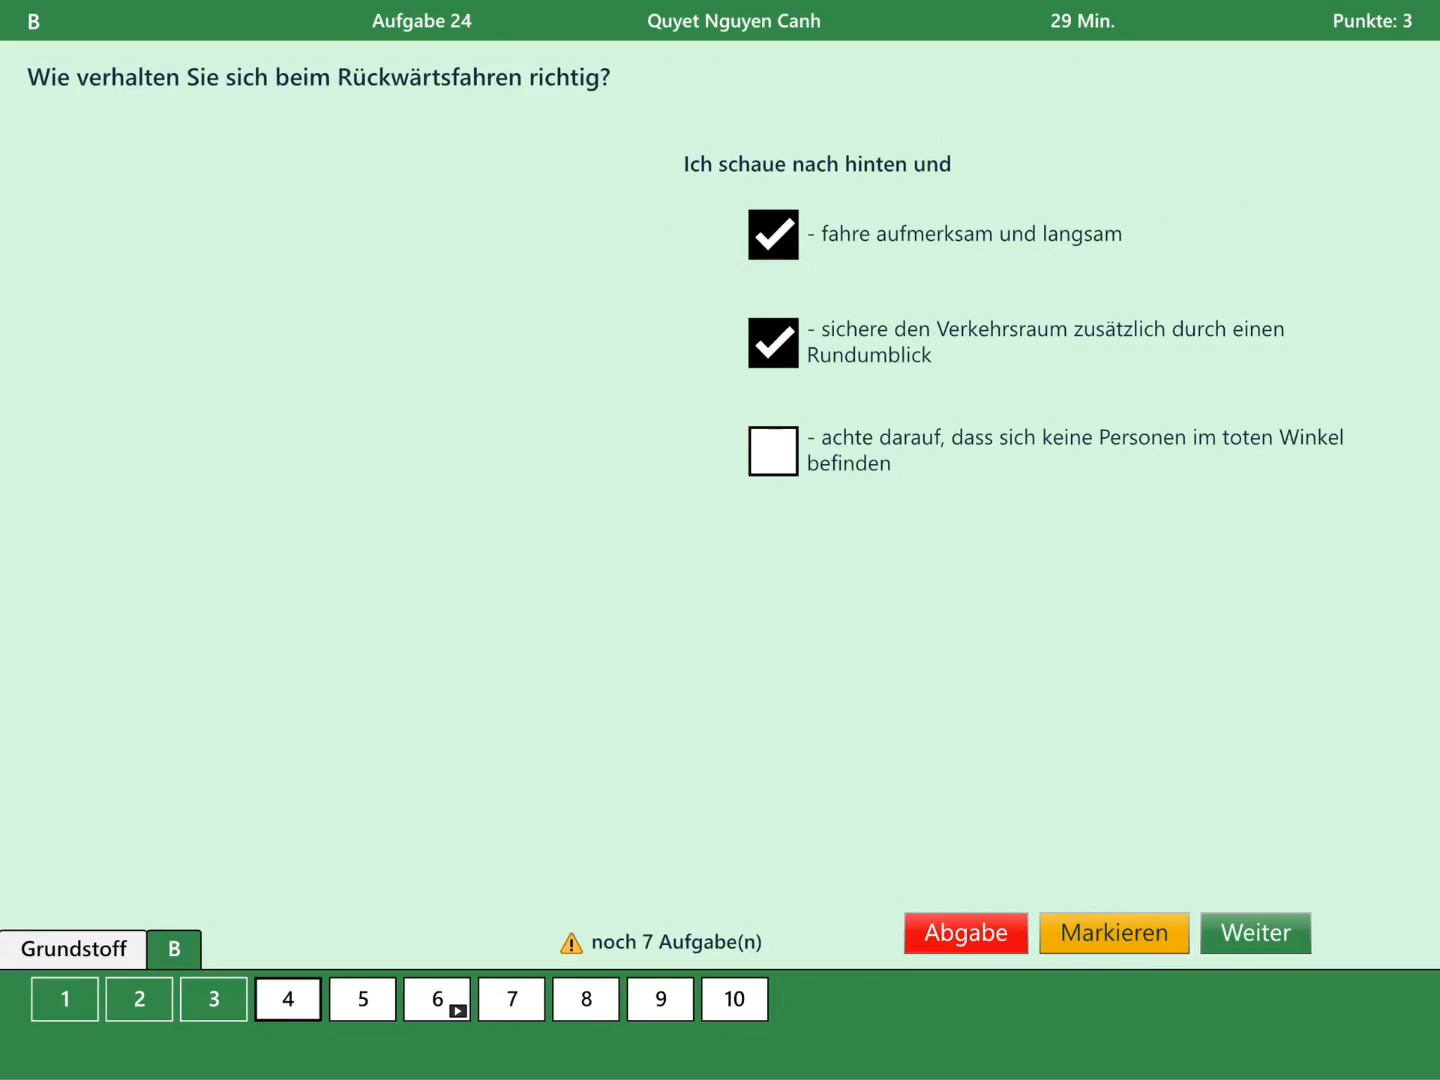 B
Aufgabe 24
Quyet Nguyen Canh
29 Min.
Punkte: 3
Wie verhalten Sie sich beim Rückwärtsfahren richtig?
Ich schaue nach hinten und
- fahre aufmerksam und langsam
- sichere den Verkehrsraum zusätzlich durch einen
Rundumblick
- achte darauf, dass sich keine Personen im toten Winkel
befinden
Grundstoff
B
noch 7 Aufgabe(n)
Abgabe
Markieren
Weiter
1
2
3
4
5
6
7
8
9
10